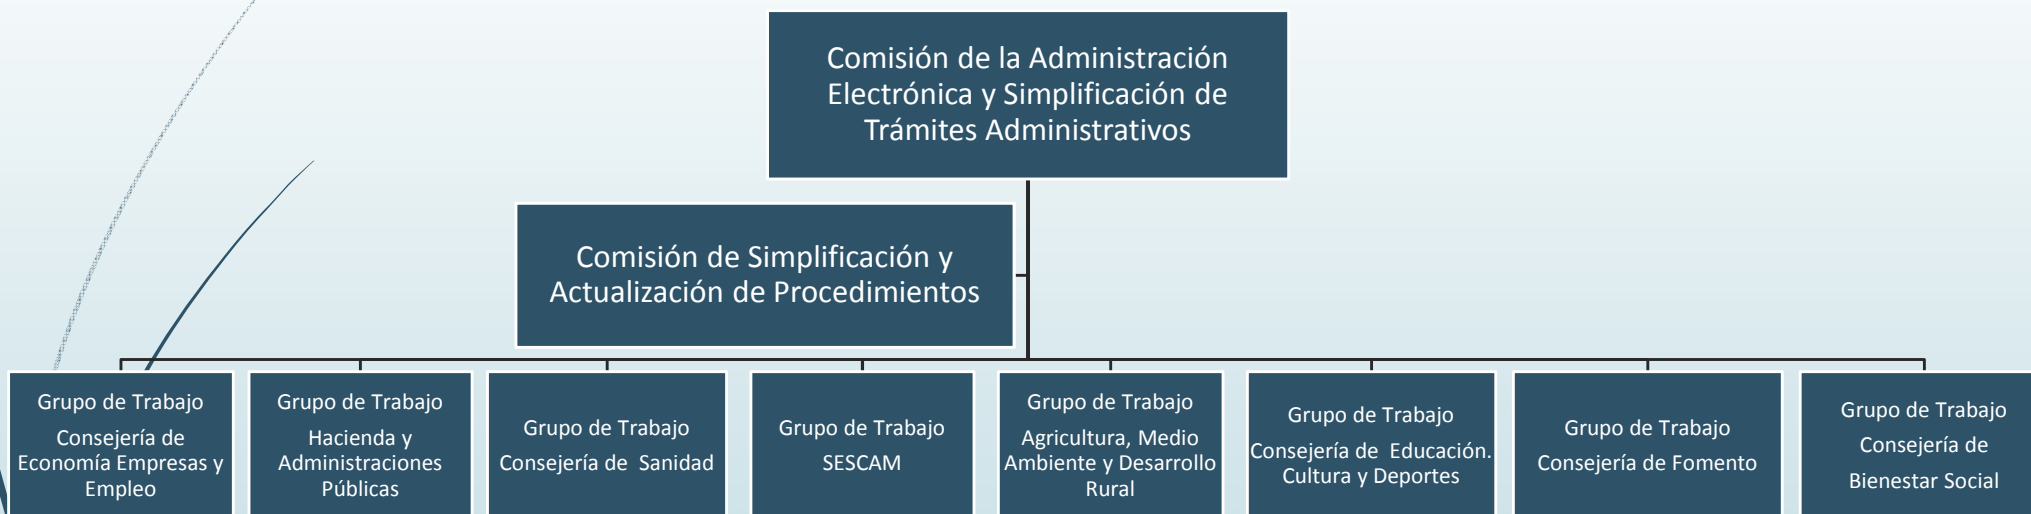 Comisión de la Administración
Electrónica y Simplificación de
Trámites Administrativos
Comisión de Simplificación y
Actualización de Procedimientos
Grupo de Trabajo
Consejería de
Economía Empresas y
Empleo
Grupo de Trabajo
Hacienda y
Administraciones
Públicas
Grupo de Trabajo
Consejería de  Sanidad
Grupo de Trabajo
SESCAM
Grupo de Trabajo
Agricultura, Medio
Ambiente y Desarrollo
Rural
Grupo de Trabajo
Consejería de  Educación.
Cultura y Deportes
Grupo de Trabajo
Consejería de Fomento
Grupo de Trabajo
Consejería de
Bienestar Social